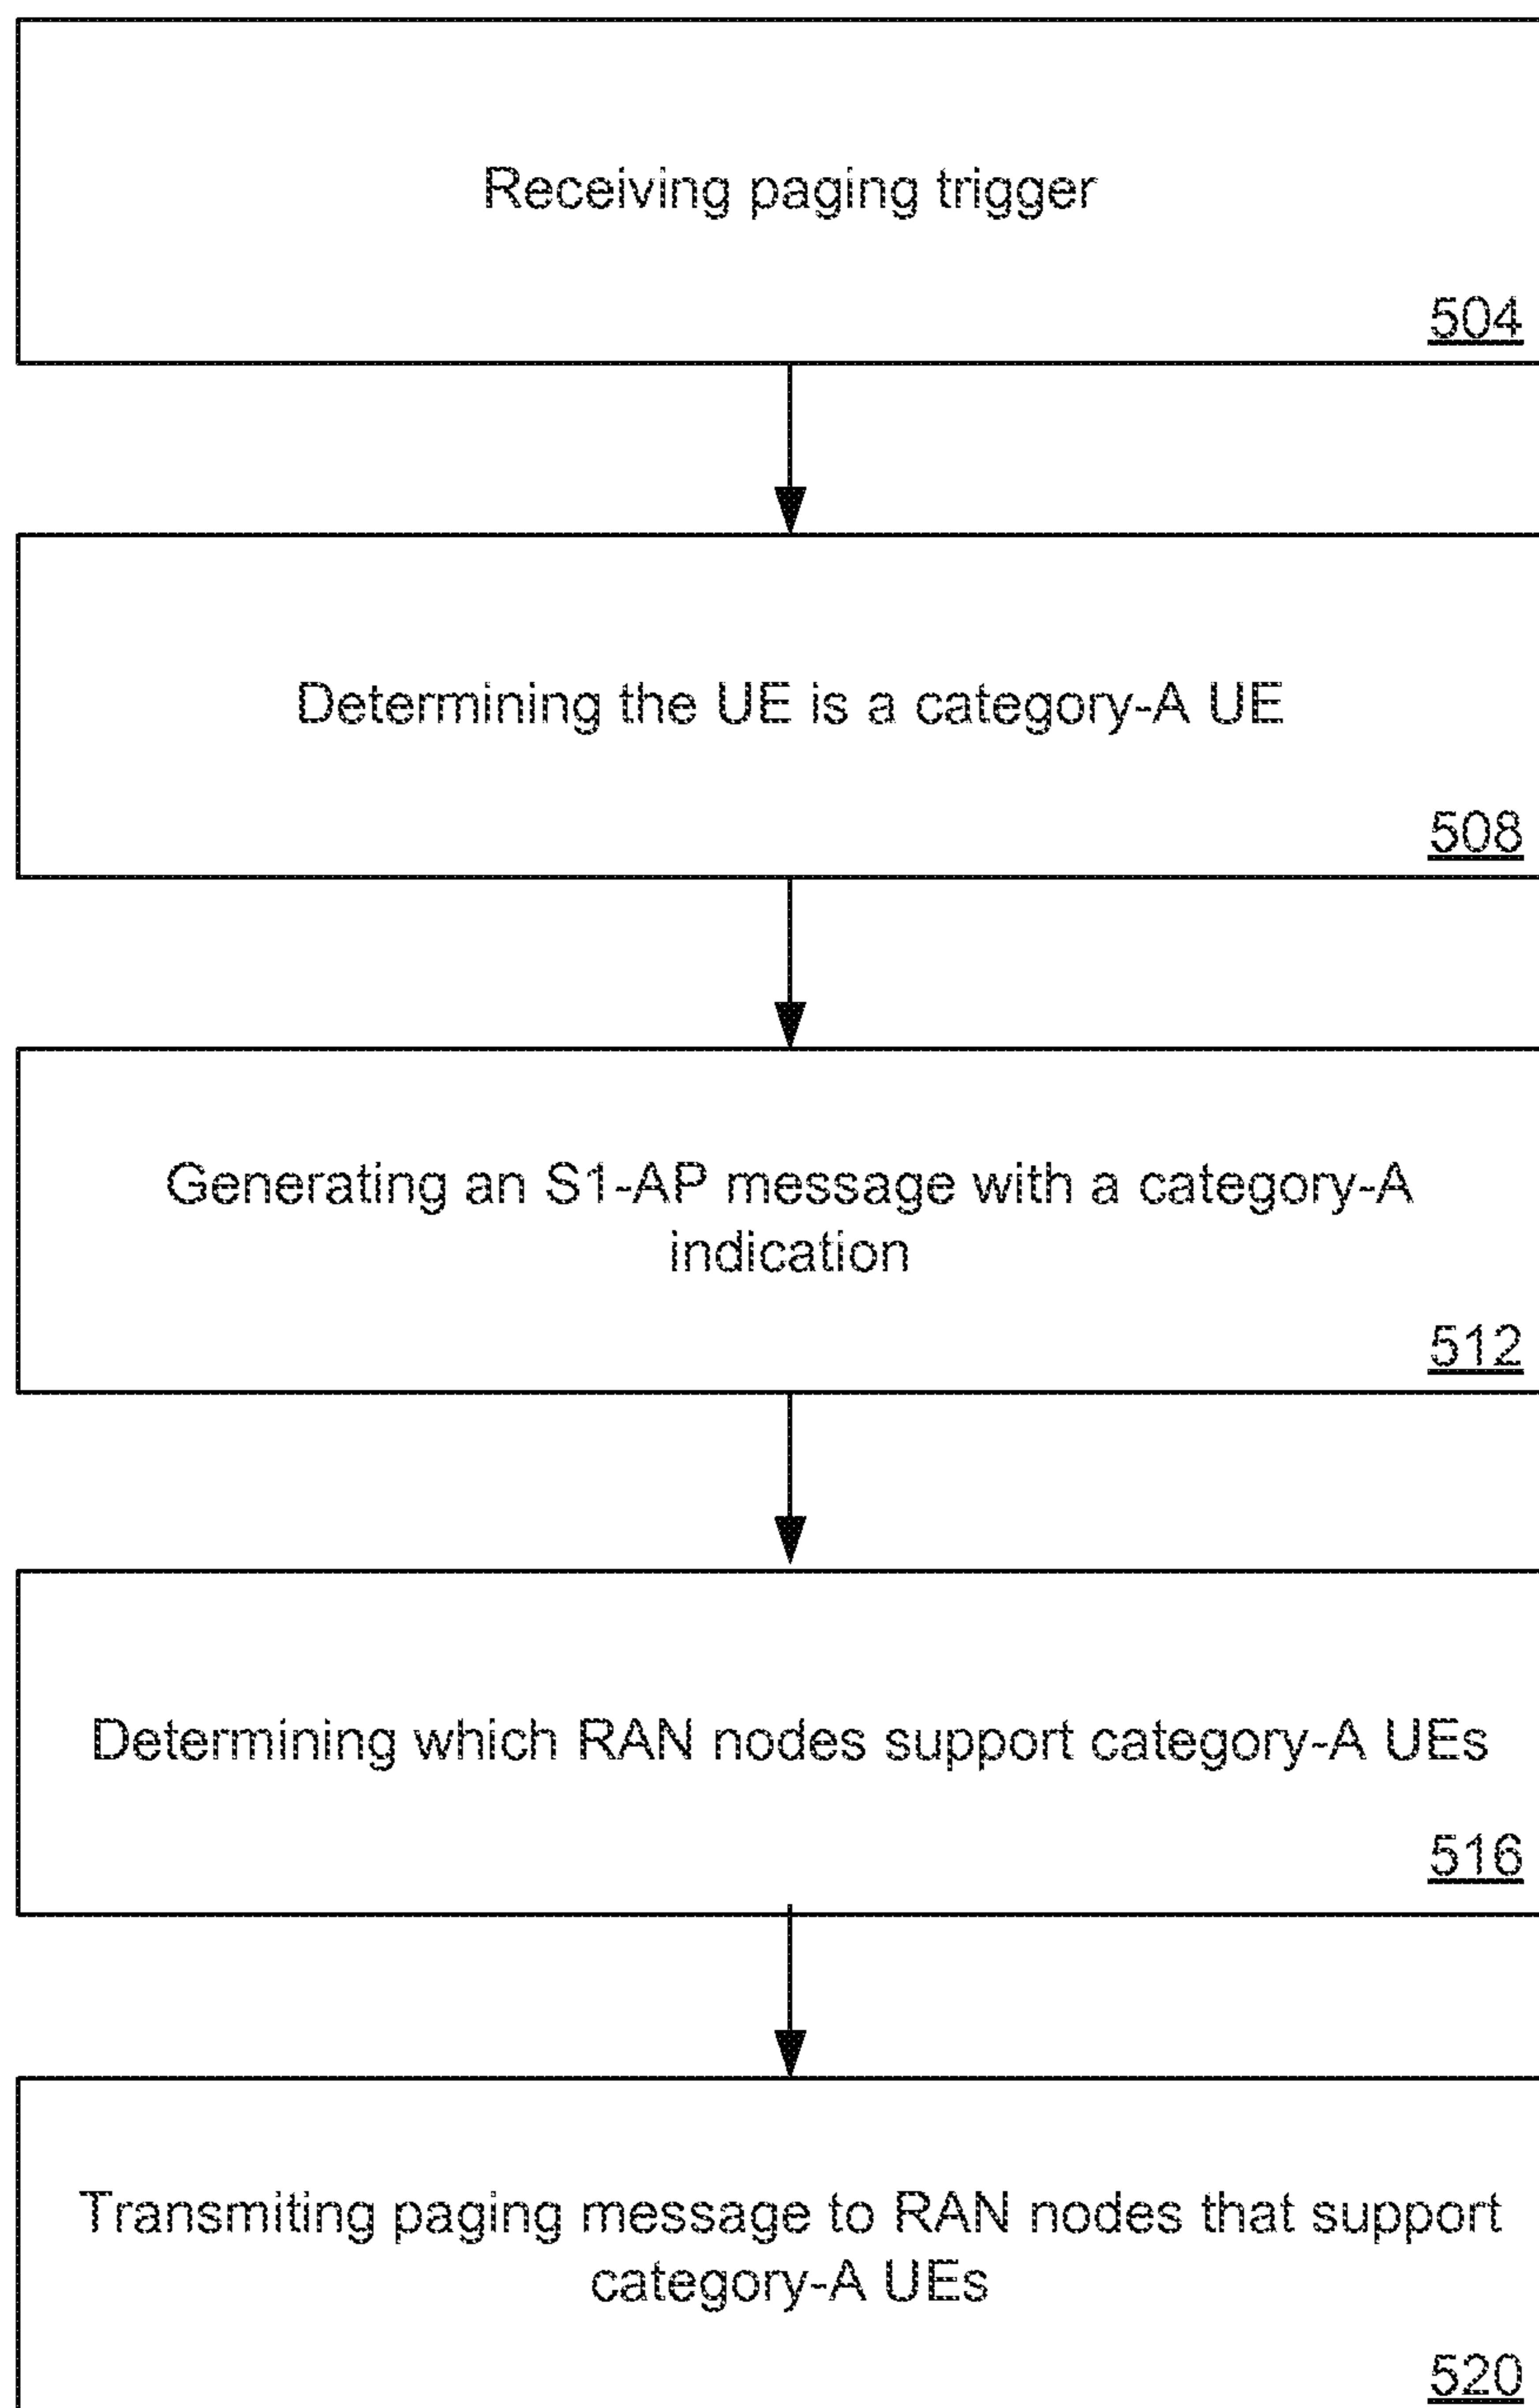 Receiving paging trigger
504
Determining the UE is a category-A UE
508
Generating an S1-AP message with a category-A
indication
512
Determining which RAN nodes support category-A UEs
516
Transmiting paging message to RAN nodes that support
category-A UEs
520